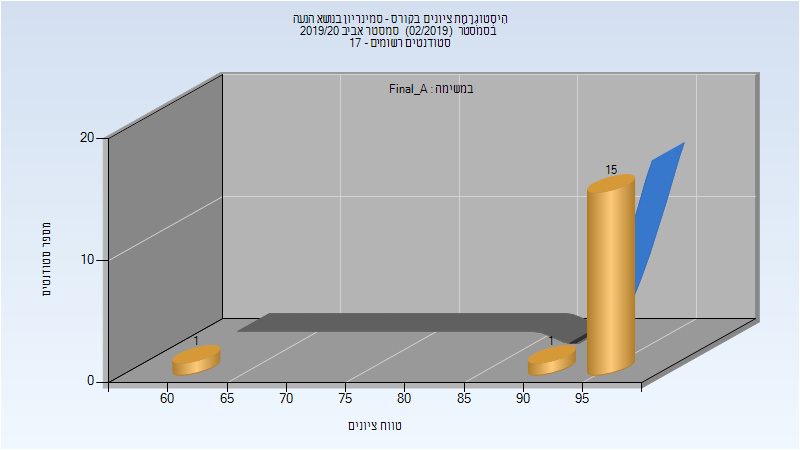 היסטוגרמת ציונים בקורס - סמינריון בנושא תנועה
בסמסטר (02/2019) סמסטר אביב 2019/20
סטודנטים רשומים - 17
במשימה : Final_A
15
20
10
0
1
1
מספר סטודנטים
60 65 70 75 80 85 90 95
טווח ציונים